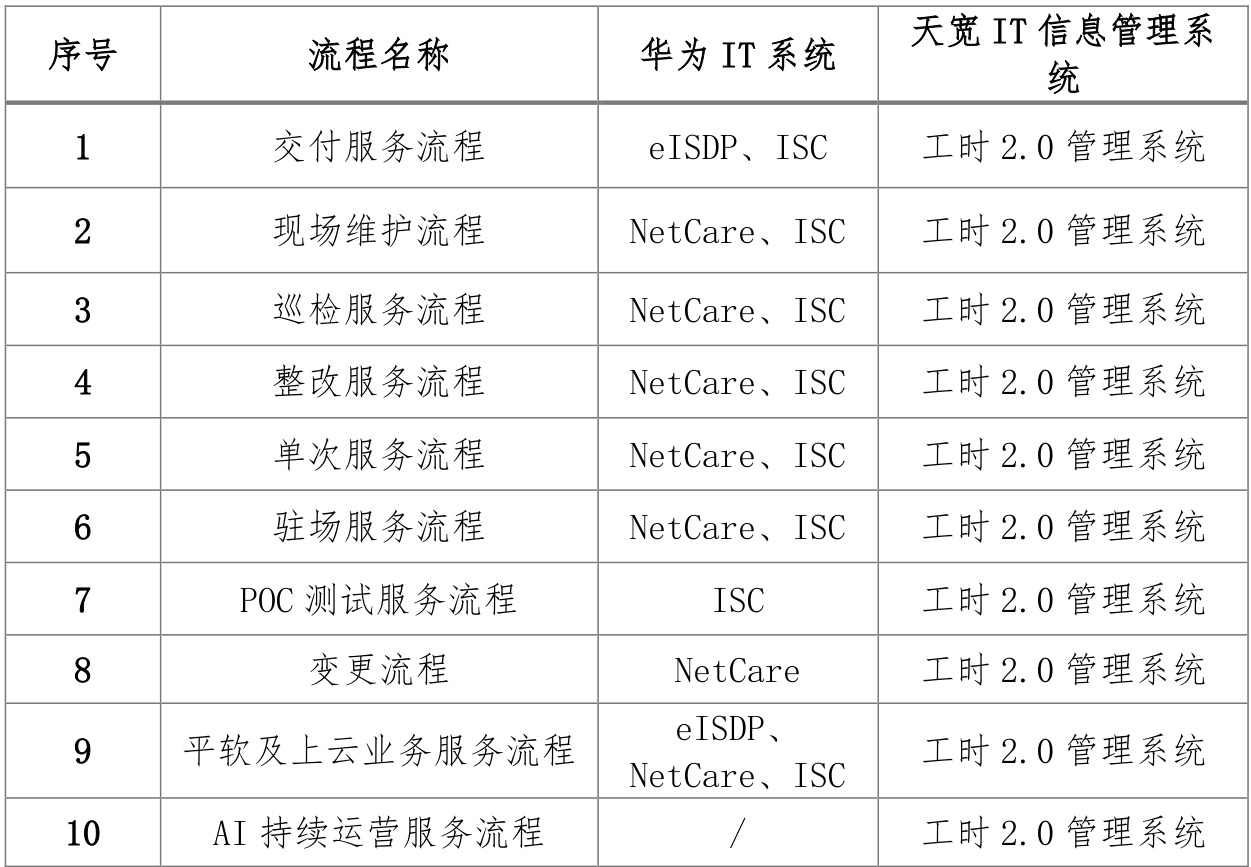 序号 流程名称 华为 IT 系统 天宽 IT 信息管理系
统
1 交付服务流程 eISDP、ISC 工时 2.0 管理系统
2 现场维护流程 NetCare、ISC 工时 2.0 管理系统
3 巡检服务流程 NetCare、ISC 工时 2.0 管理系统
4 整改服务流程 NetCare、ISC 工时 2.0 管理系统
5 单次服务流程 NetCare、ISC 工时 2.0 管理系统
6 驻场服务流程 NetCare、ISC 工时 2.0 管理系统
7 POC 测试服务流程 ISC 工时 2.0 管理系统
8 变更流程 NetCare 工时 2.0 管理系统
9 平软及上云业务服务流程 eISDP、
NetCare、ISC 工时 2.0 管理系统
10 AI 持续运营服务流程 / 工时 2.0 管理系统